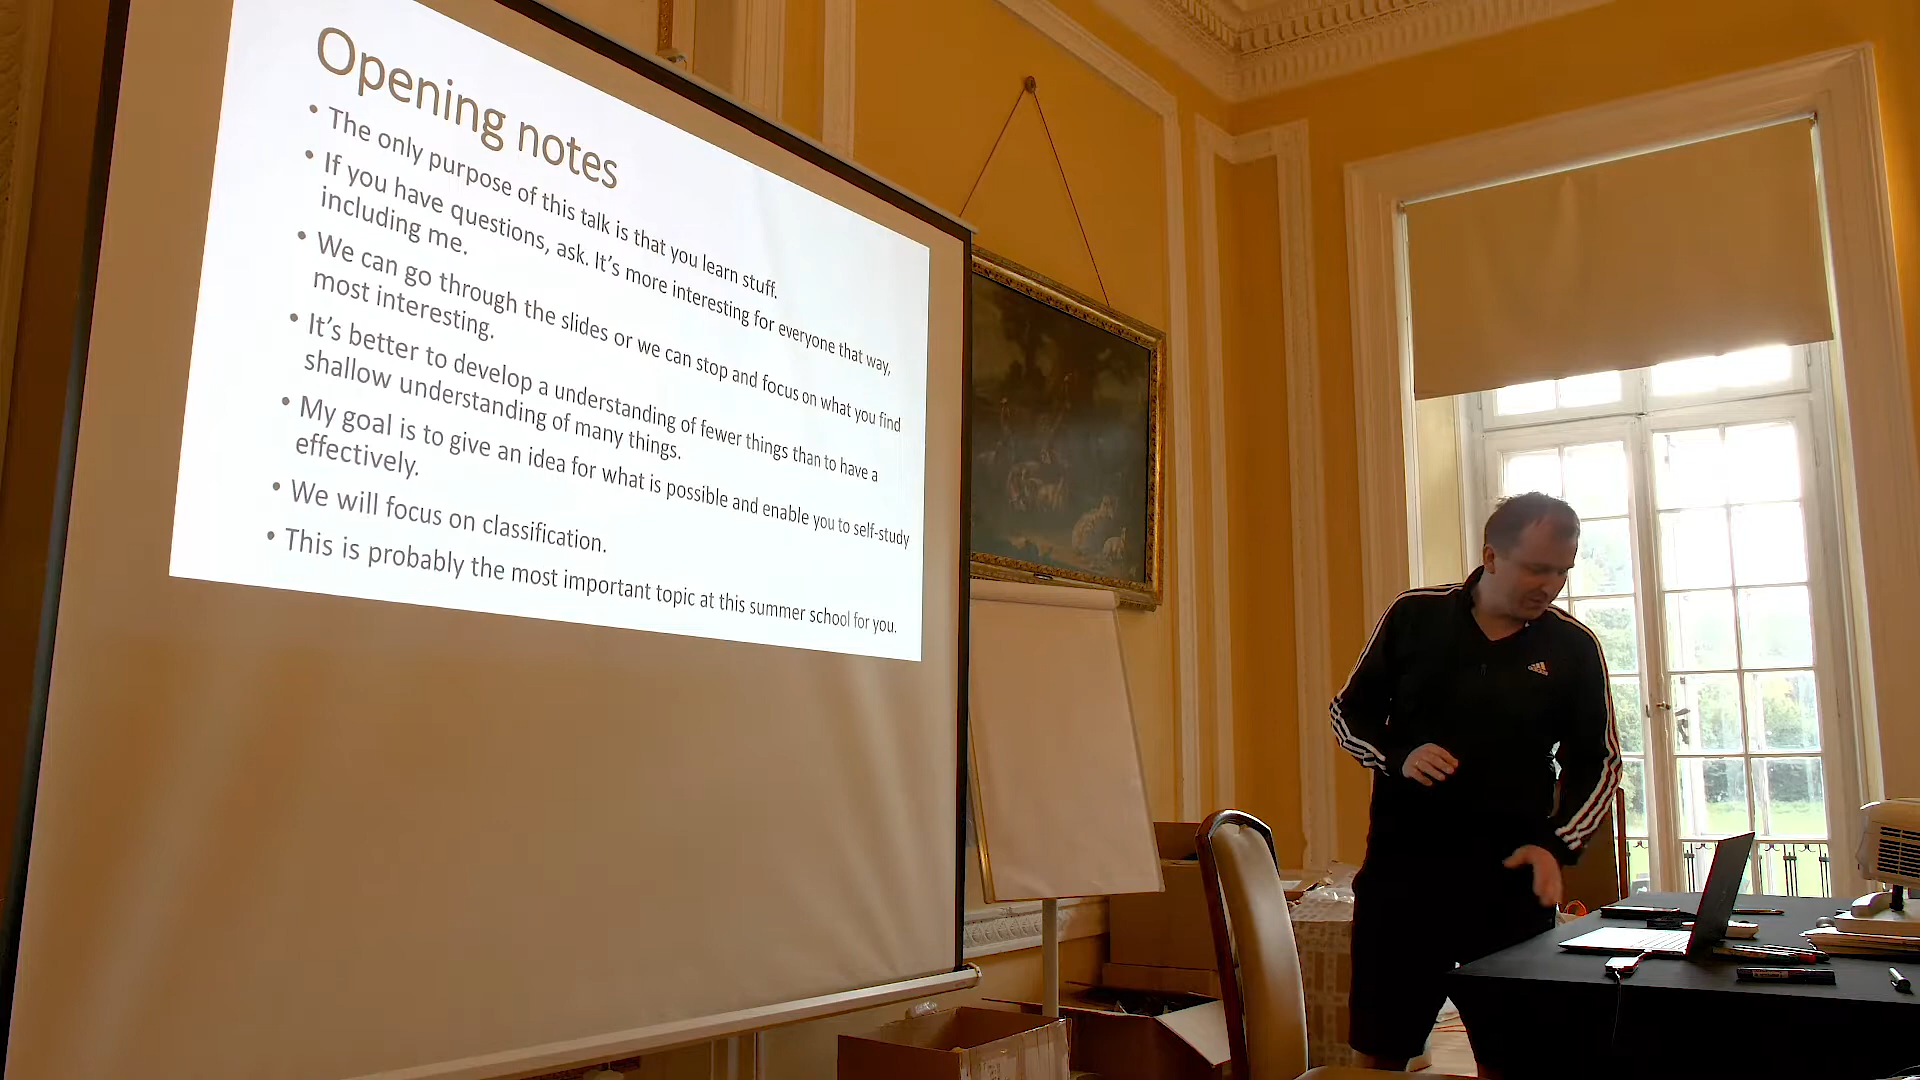 Opening notes
• The only purpose of this talk is that you learn stuff.
• If you have questions, ask. It's more interesting for everyone that way,
including me.
• We can go through the slides or we can stop and focus on what you find
most interesting.
• It's better to develop a understanding of fewer things than to have a
shallow understanding of many things.
• My goal is to give an idea for what is possible and enable you to self-study
effectively.
• We will focus on classification.
• This is probably the most important topic at this summer school for you.